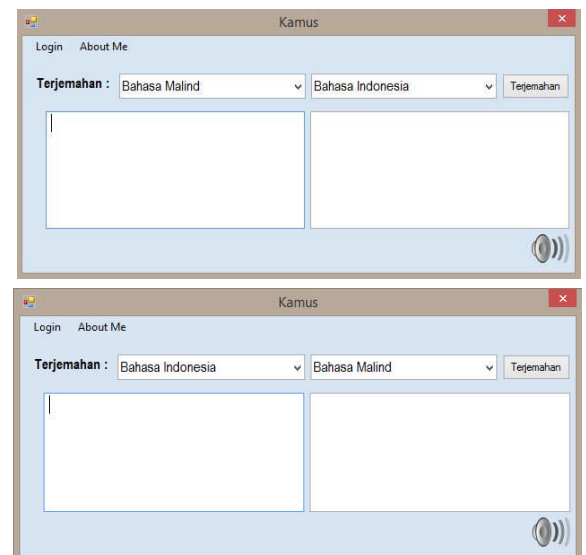 Kamus
Login About Me
Terjemahan : Bahasa Malind Bahasa Indonesia Terjemahan
Kamus
Login About Me
Terjemahan : Bahasa Indonesia Bahasa Malind Terjemahan